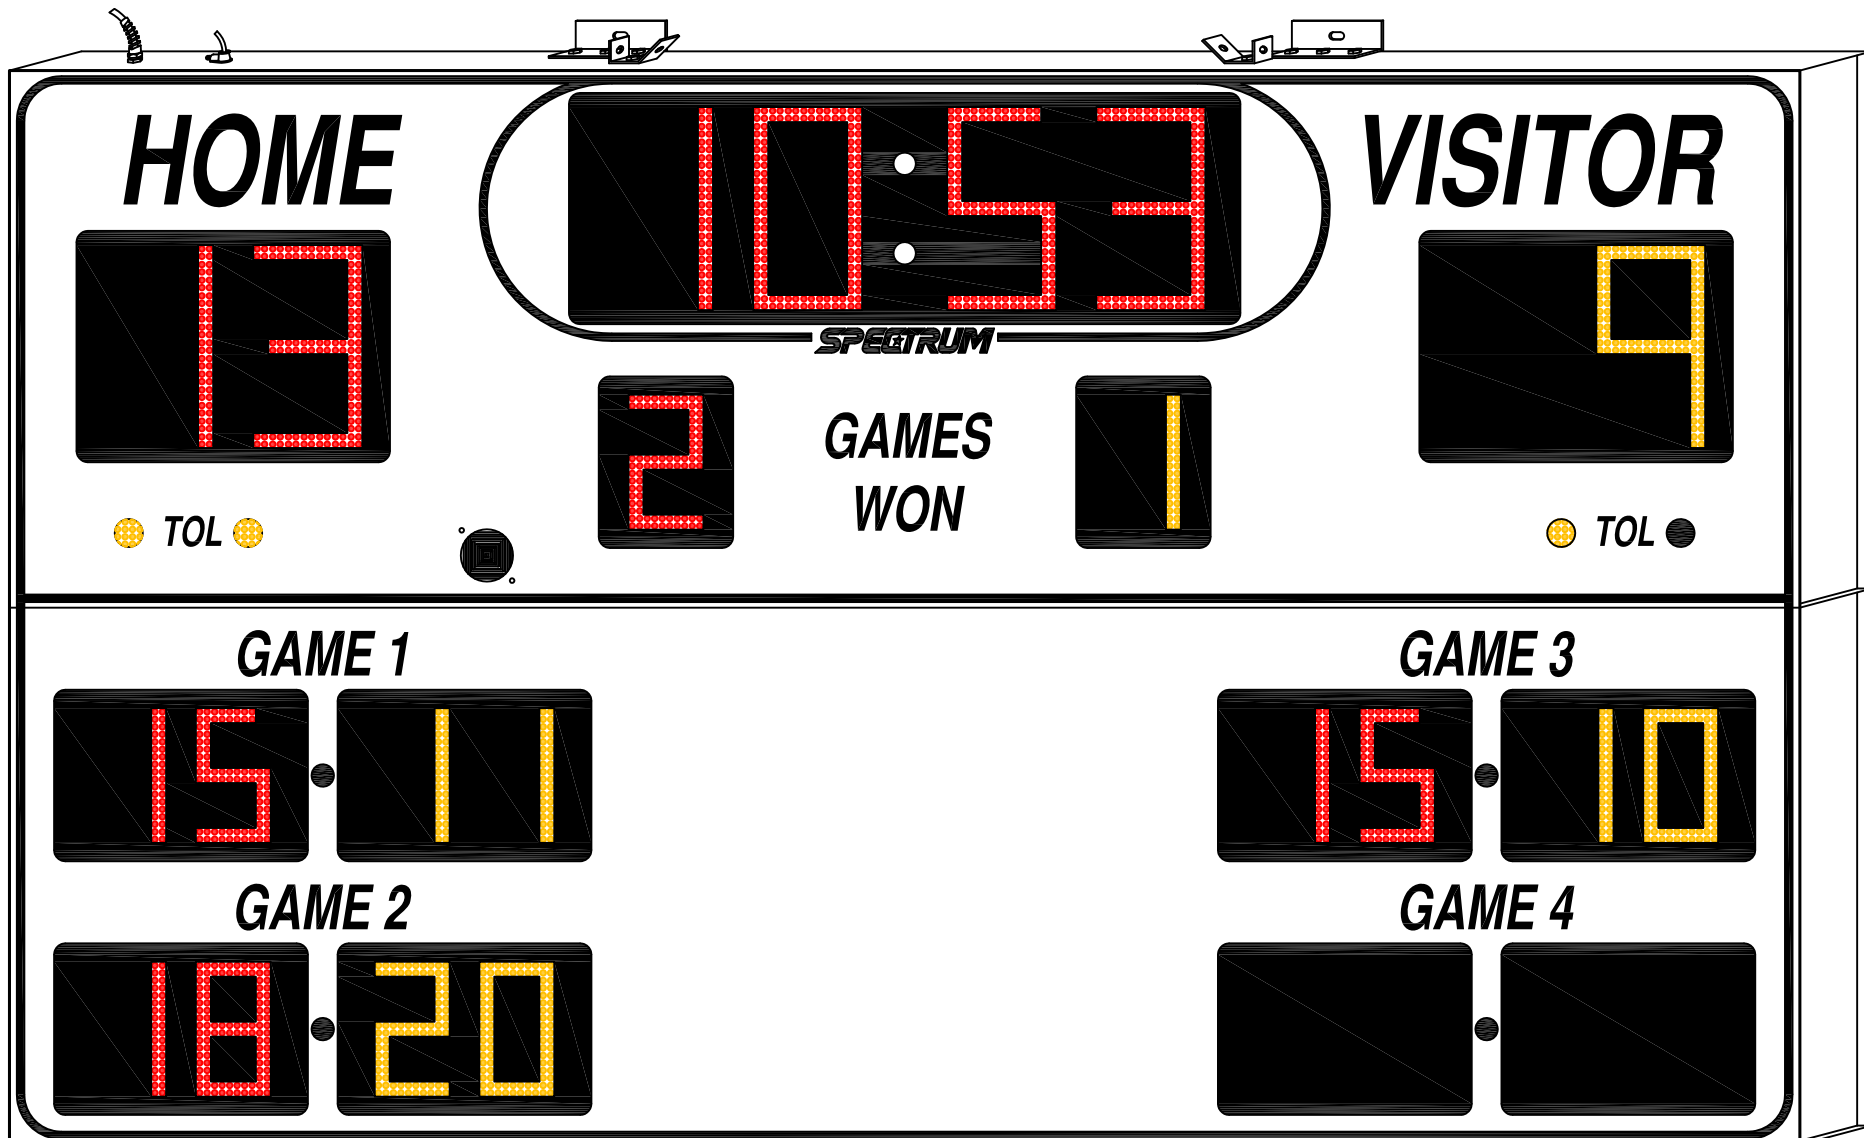 HOME 10:53 VISITOR
13 9
SPECTRUM
2 GAMES WON 1
TOL TOL
GAME 1 GAME 3
15 11 15 10
GAME 2 GAME 4
18 20